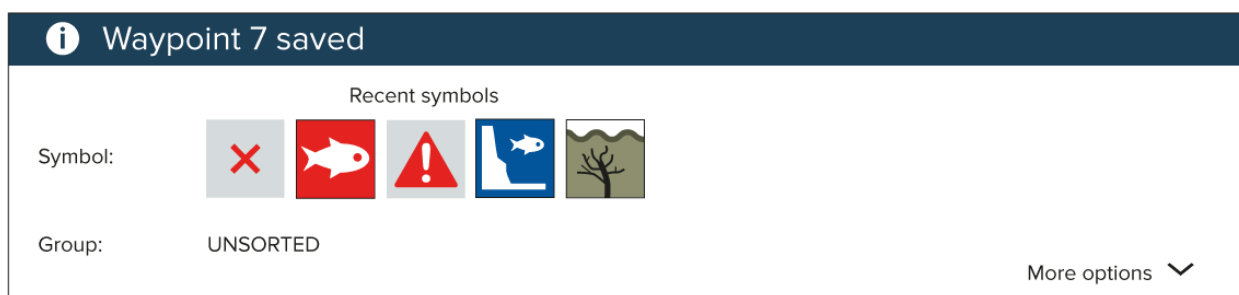 Waypoint 7 saved
Recent symbols
Symbol:
Group: UNSORTED
More options